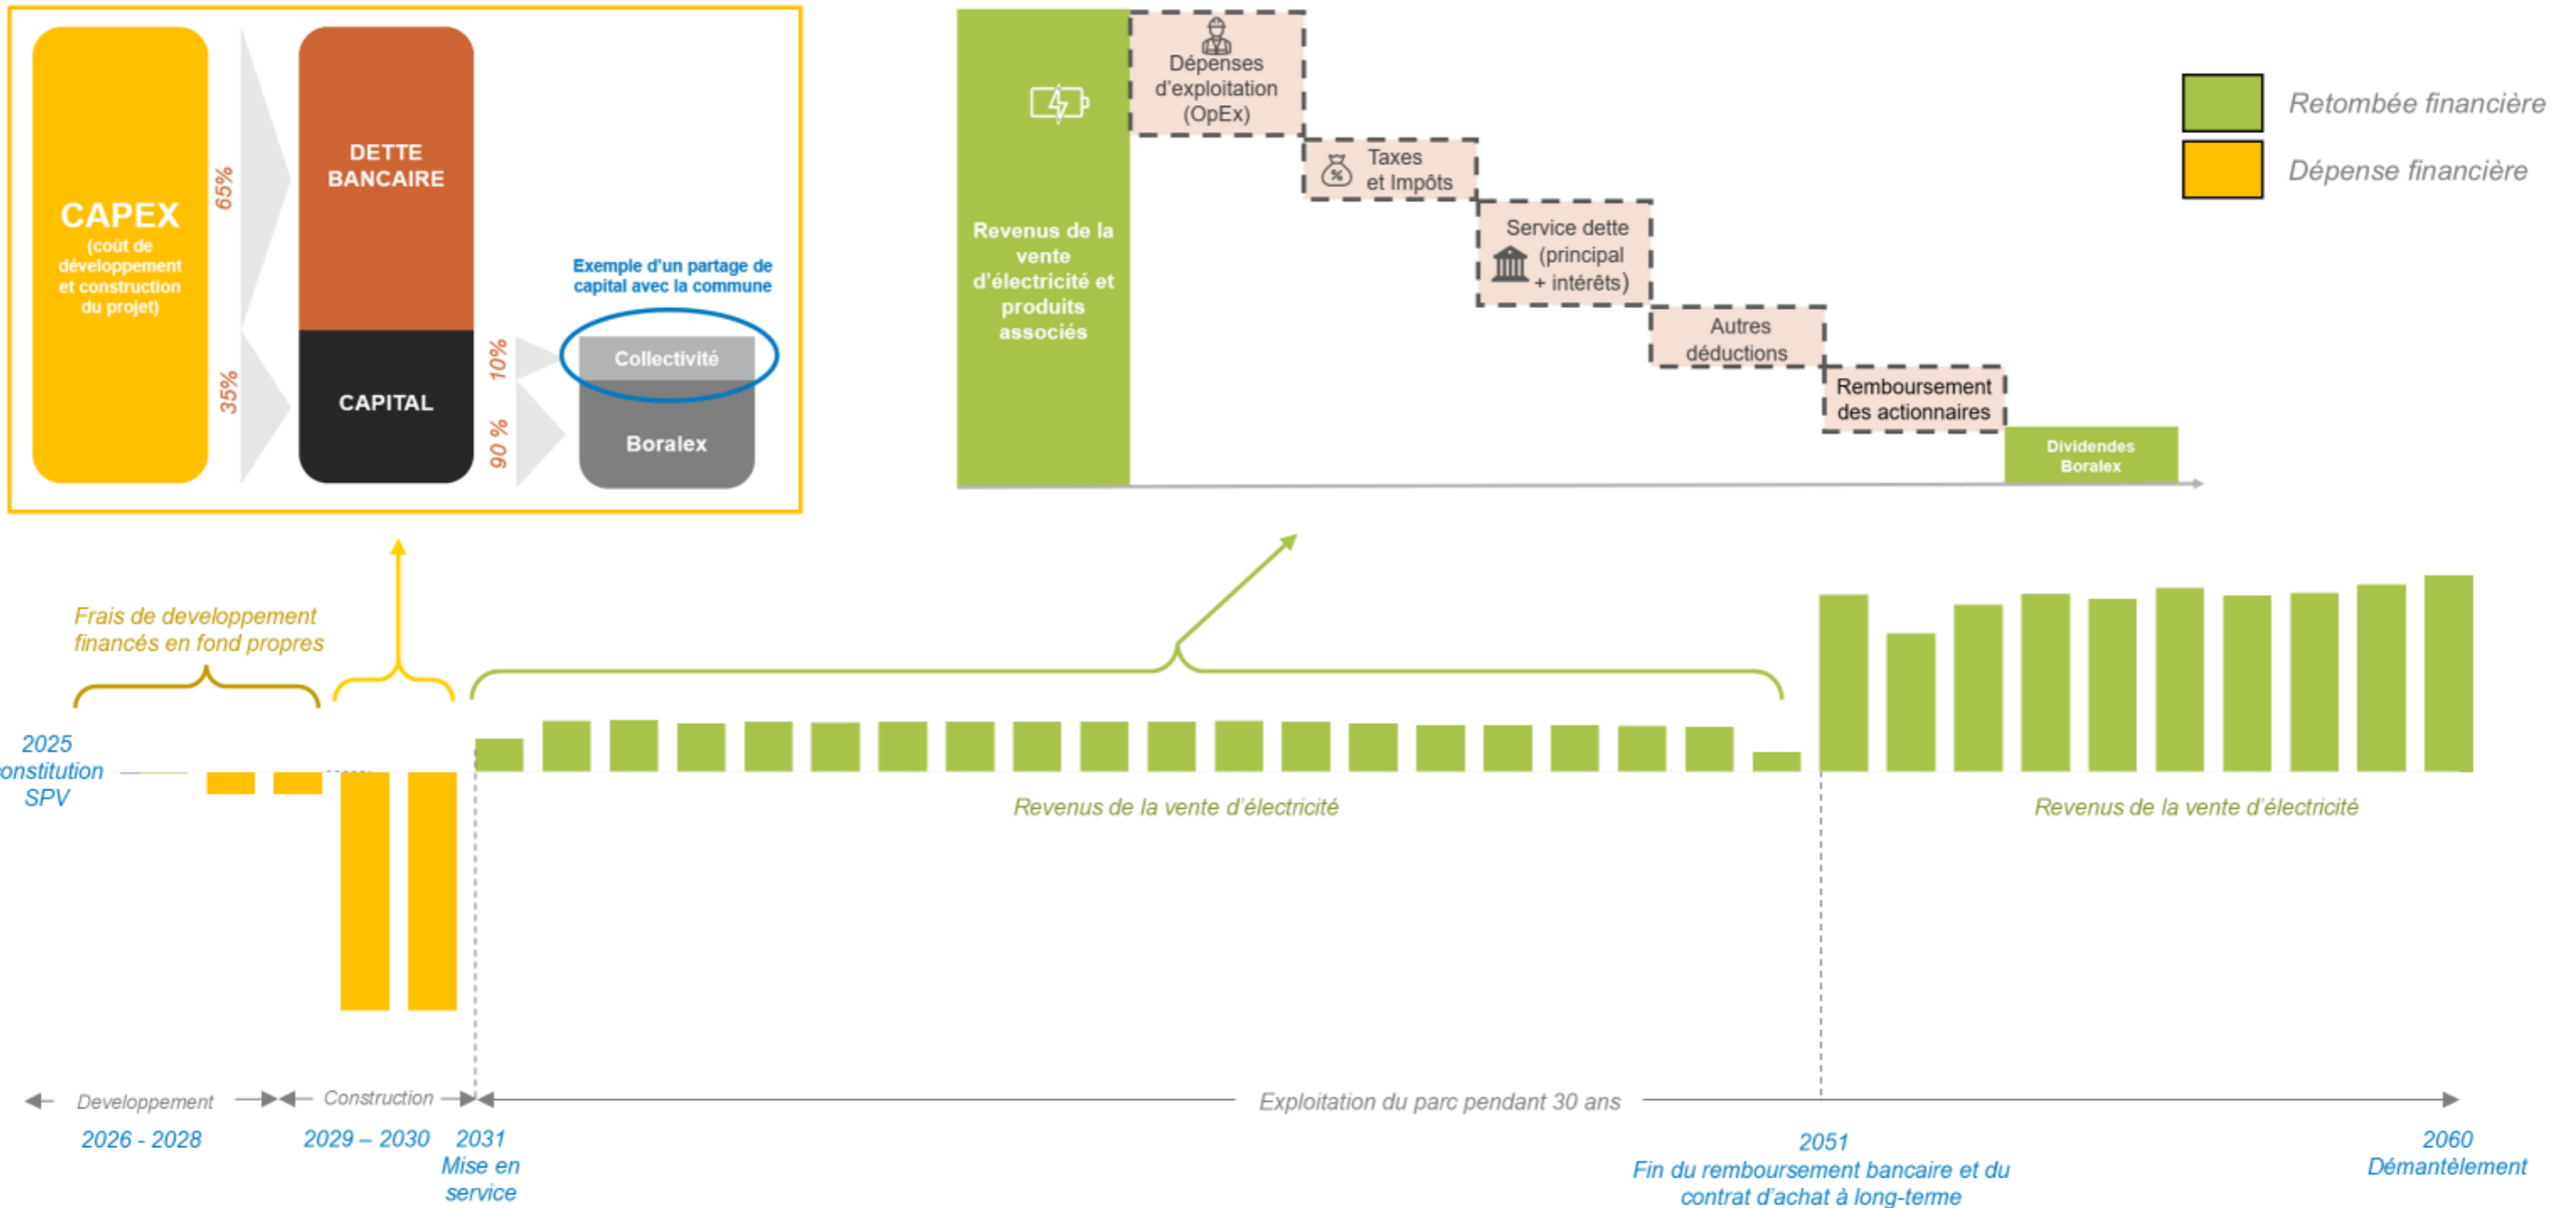 CAPEX
(coût de
développement
et construction
du projet)
65%
35%
DETTE
BANCAIRE
CAPITAL
10%
90 %
Exemple d'un partage de
capital avec la commune
Collectivité
Boralex
Revenus de la
vente
d'électricité et
produits
associés
Dépenses
d'exploitation
(OpEx)
Taxes
et Impôts
Service dette
(principal
+ intérêts)
Autres
déductions
Remboursement
des actionnaires
Dividendes
Boralex
Retombée financière
Dépense financière
Frais de developpement
financés en fond propres
2025
onstitution
SPV
Revenus de la vente d'électricité
Revenus de la vente d'électricité
Developpement
Construction
Exploitation du parc pendant 30 ans
2026 - 2028
2029 – 2030
2031
Mise en
service
2051
Fin du remboursement bancaire et du
contrat d'achat à long-terme
2060
Démantèlement